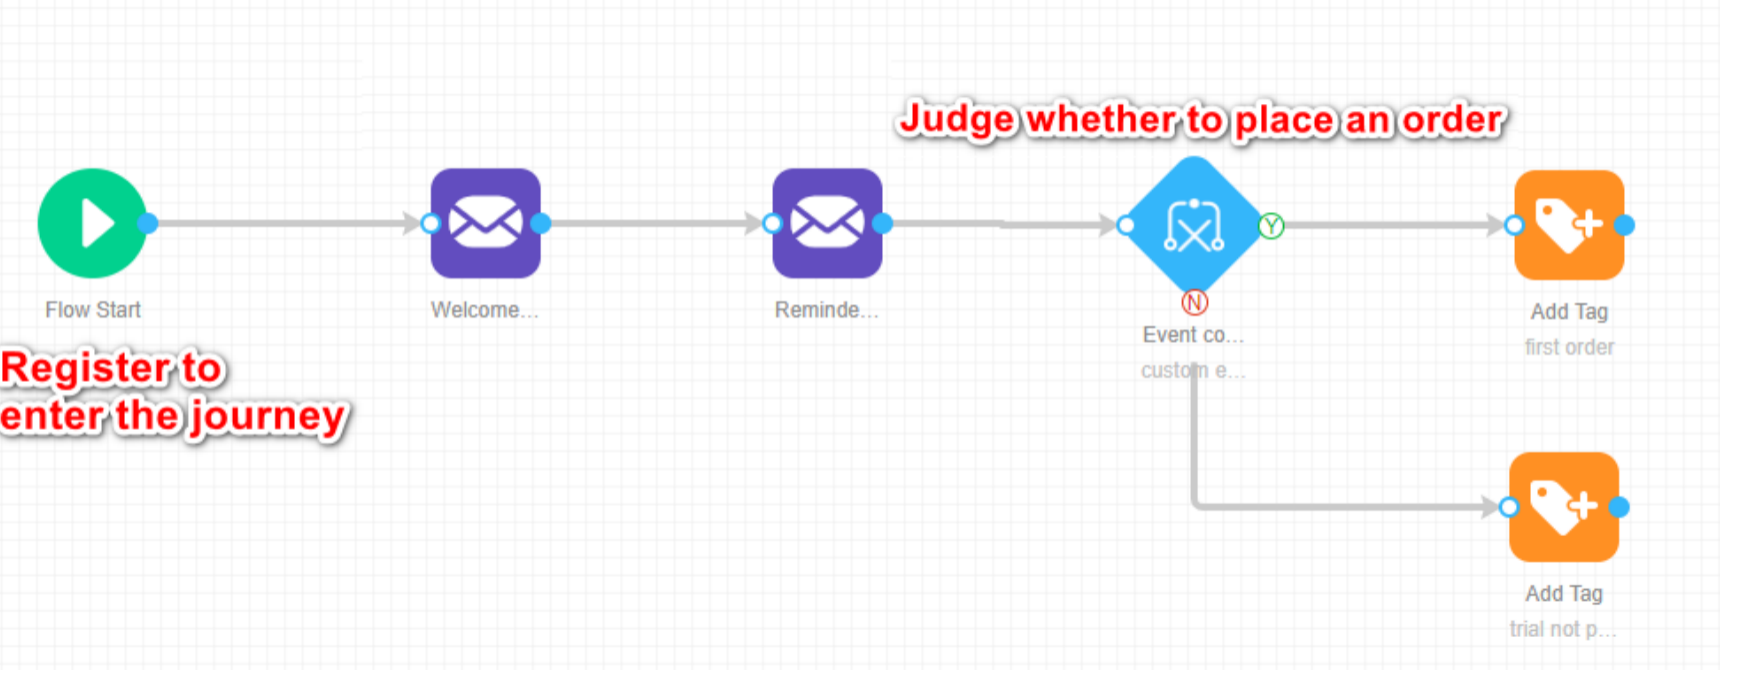 Judge whether to place an order
Y
Flow Start
Welcome...
Reminde...
N
Event co...
custom e...
Add Tag
first order
Register to
enter the journey
Add Tag
trial not p...